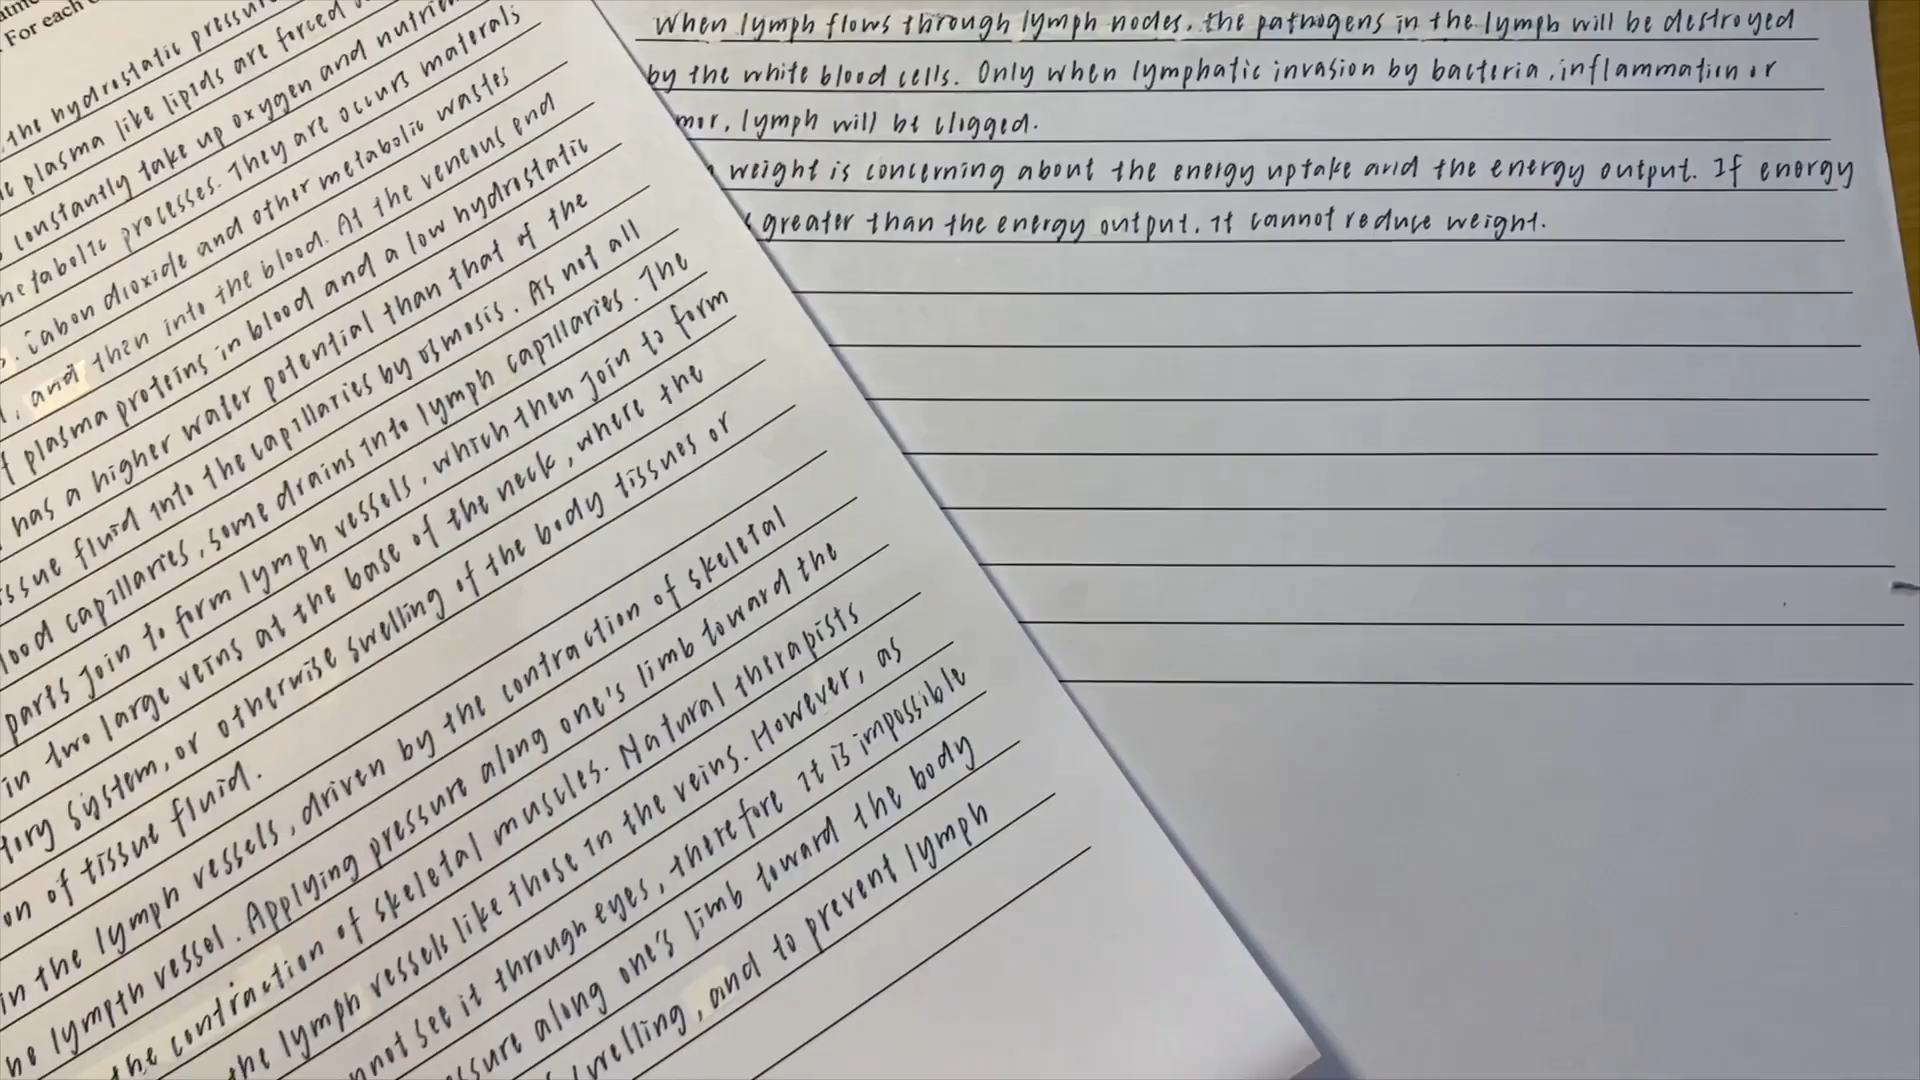 For each
the hydrostatic pressure
plasma like lipids are forced
constantly take up oxygen and nutrien
metabolic processes. They are occurs materals
. cabon dioxide and other metabolic wastes
, and then into the blood. At the veneous end
f plasma proteins in blood and a low hydrostatic
has a higher water potential than that of the
issue fluid into the capillaries by osmosis. As not all
lood capillaries, some drains into lymph capillaries. The
parts join to form lymph vessels, which then join to form
in two large veins at the base of the neck, where the
tory system, or otherwise swelling of the body tissues or
on of tissue fluid.
in the lymph vessels, driven by the contraction of skeletal
he lympth vessel. Applying pressure along one's limb toward the
the contraction of skeletal muscles. Natural therapists
the lymph vessels like those in the veins. However, as
nnot see it through eyes, therefore it is impossible
ssure along one's limb toward the body
swelling, and to prevent lymph
When lymph flows through lymph nodes, the pathogens in the lymph will be destroyed
by the white blood cells. Only when lymphatic invasion by bacteria, inflammation or
mor, lymph will be clogged.
weight is concerning about the energy uptake and the energy output. If energy
s greater than the energy output, it cannot reduce weight.